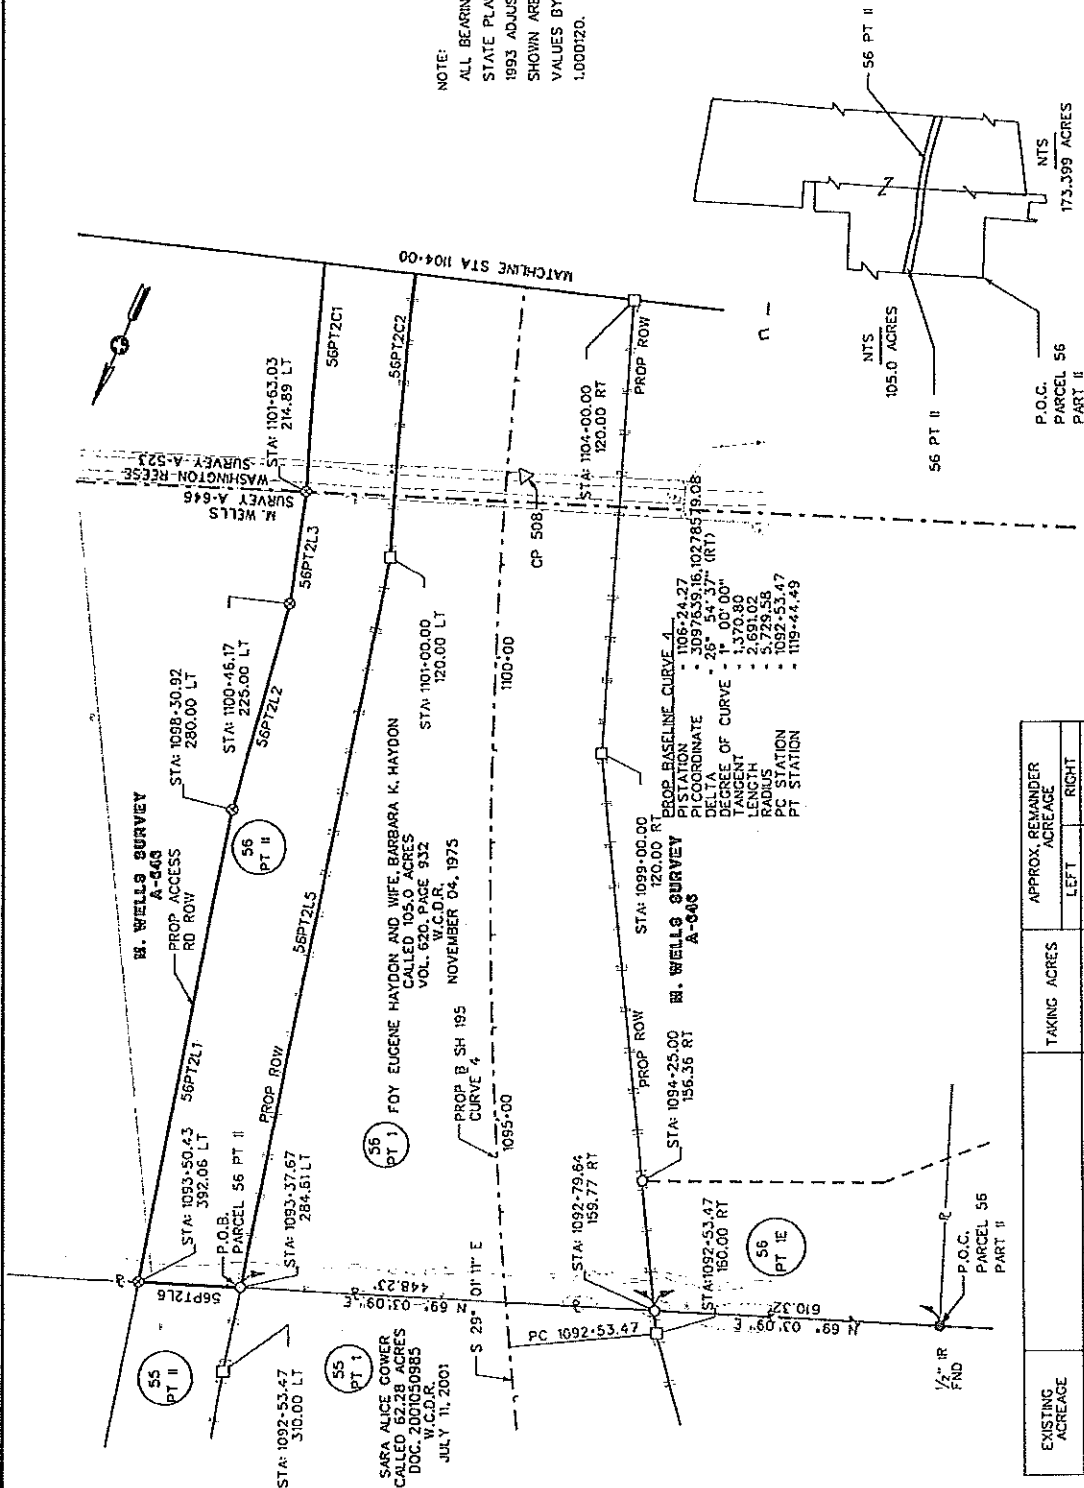 NOTE:
ALL BEARIN
STATE PLA
1993 ADJUS
SHOWN ARE
VALUES BY
1.000120.
MATCHLINE STA 1104+00
56PT2C1
56PT2C2
STA: 1101+63.03
214.89 LT
WASHINGTON REESE
SURVEY A-523
M. WELLS
SURVEY A-646
56PT2L3
STA: 1100+46.17
225.00 LT
STA: 1098+30.92
280.00 LT
56PT2L2
STA: 1101+00.00
120.00 LT
M. WELLS SURVEY
A-646
PROP ACCESS
RD ROW
56
PT II
56PT2L1
56PT2L5
PROP ROW
STA: 1093+50.43
392.06 LT
P.O.B.
PARCEL 56 PT II
STA: 1093+37.67
284.61 LT
56PT2L6
55
PT II
STA: 1092+53.47
310.00 LT
55
PT 1
SARA ALICE GOWER
CALLED 62.28 ACRES
DOC. 2001050985
W.C.D.R.
JULY 11, 2001
N 69° 03' 09" E
448.23'
56
PT 1
FOY EUGENE HAYDON AND WIFE, BARBARA K. HAYDON
CALLED 105.0 ACRES
VOL. 620, PAGE 932
W.C.D.R.
NOVEMBER 04, 1975
PROP B SH 195
CURVE 4
S 29° 01' 11" E
1095+00
1100+00
CP 508
STA: 1104+00.00
120.00 RT
PROP ROW
PC 1092+53.47
STA: 1092+79.64
159.77 RT
STA:1092+53.47
160.00 RT
STA: 1094+25.00
156.36 RT
PROP ROW
STA: 1099+00.00
120.00 RT
M. WELLS SURVEY
A-646
56
PT 1E
N 69° 03' 09" E
610.32'
1/2" IR
FND
P.O.C.
PARCEL 56
PART II
PROP BASELINE CURVE 4
PI STATION - 1106+24.27
PI COORDINATE - 3097639.16,10278579.08
DELTA - 26° 54' 37" (RT)
DEGREE OF CURVE - 1° 00' 00"
TANGENT - 1,370.80
LENGTH - 2,691.02
RADIUS - 5,729.58
PC STATION - 1092+53.47
PT STATION - 1119+44.49
56 PT II
NTS
105.0 ACRES
NTS
173.399 ACRES
56 PT II
P.O.C.
PARCEL 56
PART II
EXISTING
ACREAGE
TAKING ACRES
APPROX. REMAINDER
ACREAGE
LEFT
RIGHT